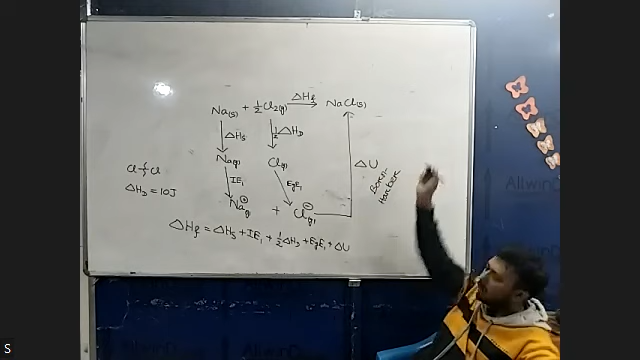 Na(s) + ½Cl₂(g) →ΔHf NaCl(s)
↓ΔHs ↓½ΔHD
Na(g) Cl(g) ΔU
Cl-Cl
IE₁ EgE₁
Born-Haber
ΔHD = 10J
Na⁺g + Cl⁻(g)
ΔHf = ΔHs + IE₁ + ½ΔHD + EgE₁ + ΔU
S